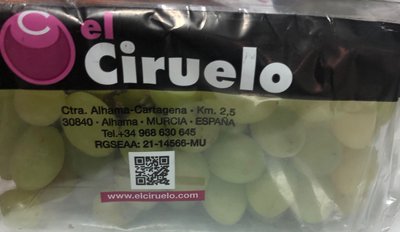 el
Ciruelo
Ctra. Alhama-Cartagena · Km. 2,5
30840 · Alhama · MURCIA · ESPAÑA
Tel.+34 968 630 645
RGSEAA: 21-14566-MU
www.elciruelo.com